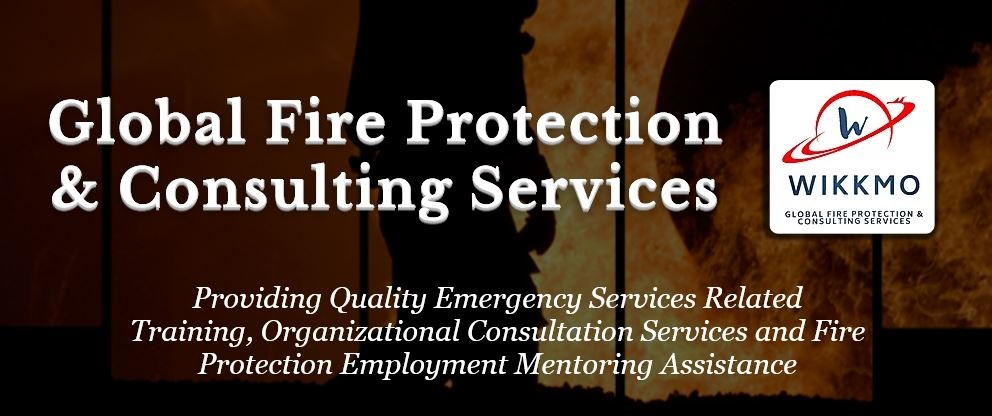 Global Fire Protection
& Consulting Services
W
WIKKMO
GLOBAL FIRE PROTECTION &
CONSULTING SERVICES
Providing Quality Emergency Services Related
Training, Organizational Consultation Services and Fire
Protection Employment Mentoring Assistance